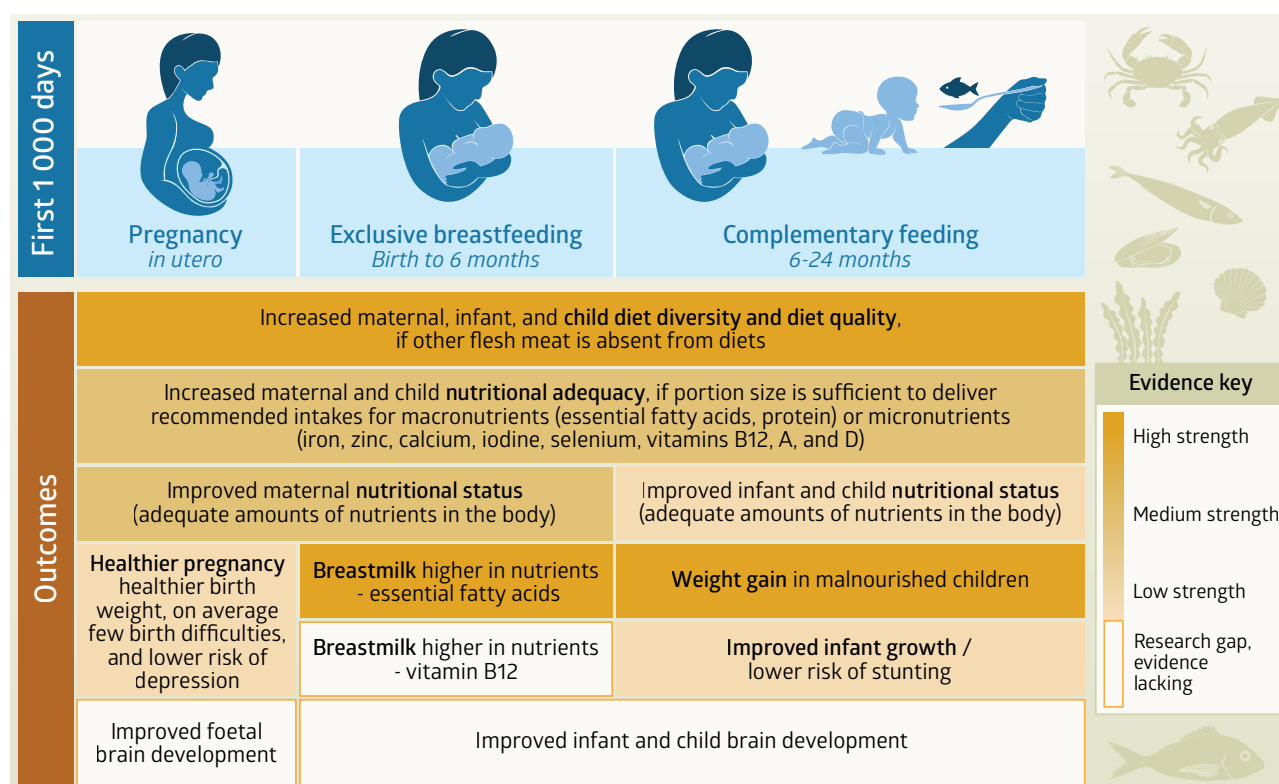 First 1 000 days
Pregnancy
in utero
Exclusive breastfeeding
Birth to 6 months
Complementary feeding
6-24 months
Outcomes
Increased maternal, infant, and child diet diversity and diet quality,
if other flesh meat is absent from diets
Increased maternal and child nutritional adequacy, if portion size is sufficient to deliver
recommended intakes for macronutrients (essential fatty acids, protein) or micronutrients
(iron, zinc, calcium, iodine, selenium, vitamins B12, A, and D)
Improved maternal nutritional status
(adequate amounts of nutrients in the body)
Improved infant and child nutritional status
(adequate amounts of nutrients in the body)
Healthier pregnancy
healthier birth
weight, on average
few birth difficulties,
and lower risk of
depression
Breastmilk higher in nutrients
- essential fatty acids
Weight gain in malnourished children
Breastmilk higher in nutrients
- vitamin B12
Improved infant growth /
lower risk of stunting
Improved foetal
brain development
Improved infant and child brain development
Evidence key
High strength
Medium strength
Low strength
Research gap,
evidence
lacking